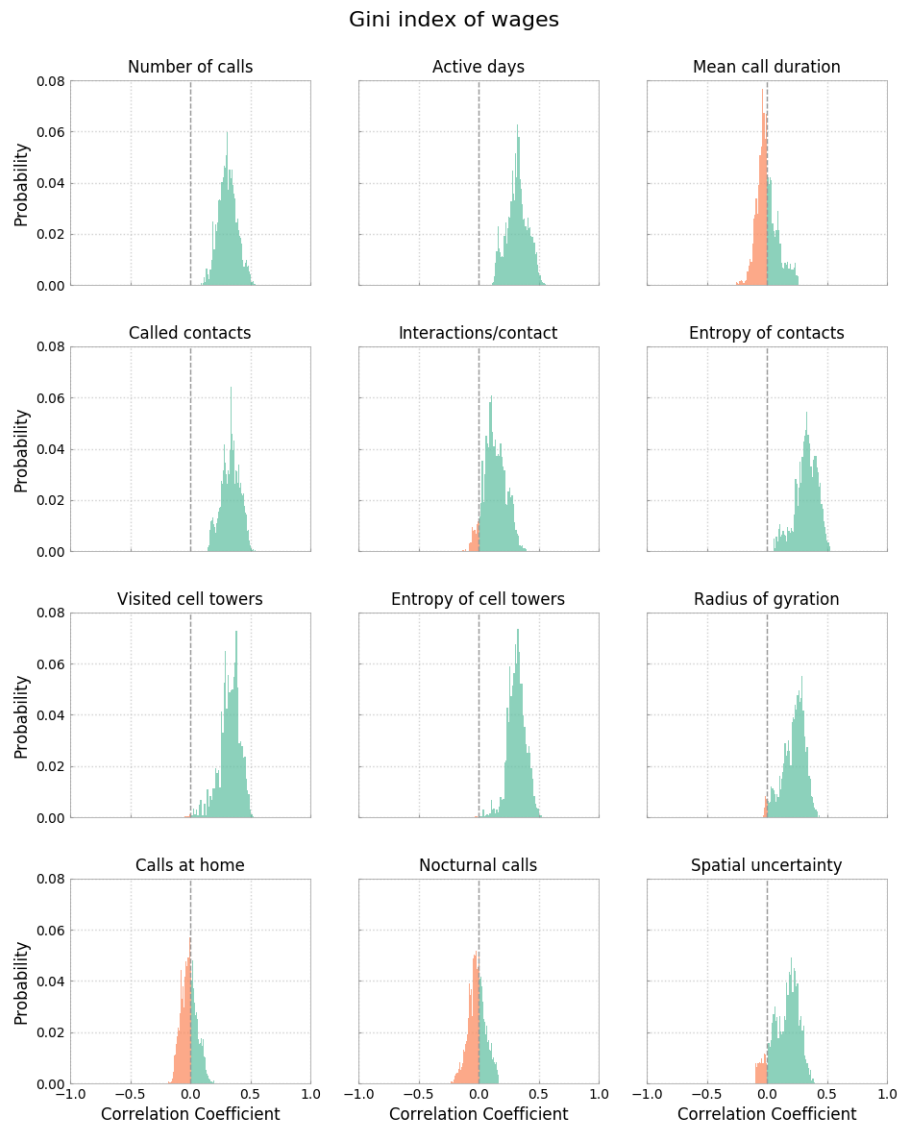 Gini index of wages
Number of calls
Active days
Mean call duration
0.08
0.06
0.04
0.02
0.00
Probability
Called contacts
Interactions/contact
Entropy of contacts
0.08
0.06
0.04
0.02
0.00
Probability
Visited cell towers
Entropy of cell towers
Radius of gyration
0.08
0.06
0.04
0.02
0.00
Probability
Calls at home
Nocturnal calls
Spatial uncertainty
0.08
0.06
0.04
0.02
0.00
Probability
−1.0 −0.5 0.0 0.5 1.0
−1.0 −0.5 0.0 0.5 1.0
−1.0 −0.5 0.0 0.5 1.0
Correlation Coefficient
Correlation Coefficient
Correlation Coefficient